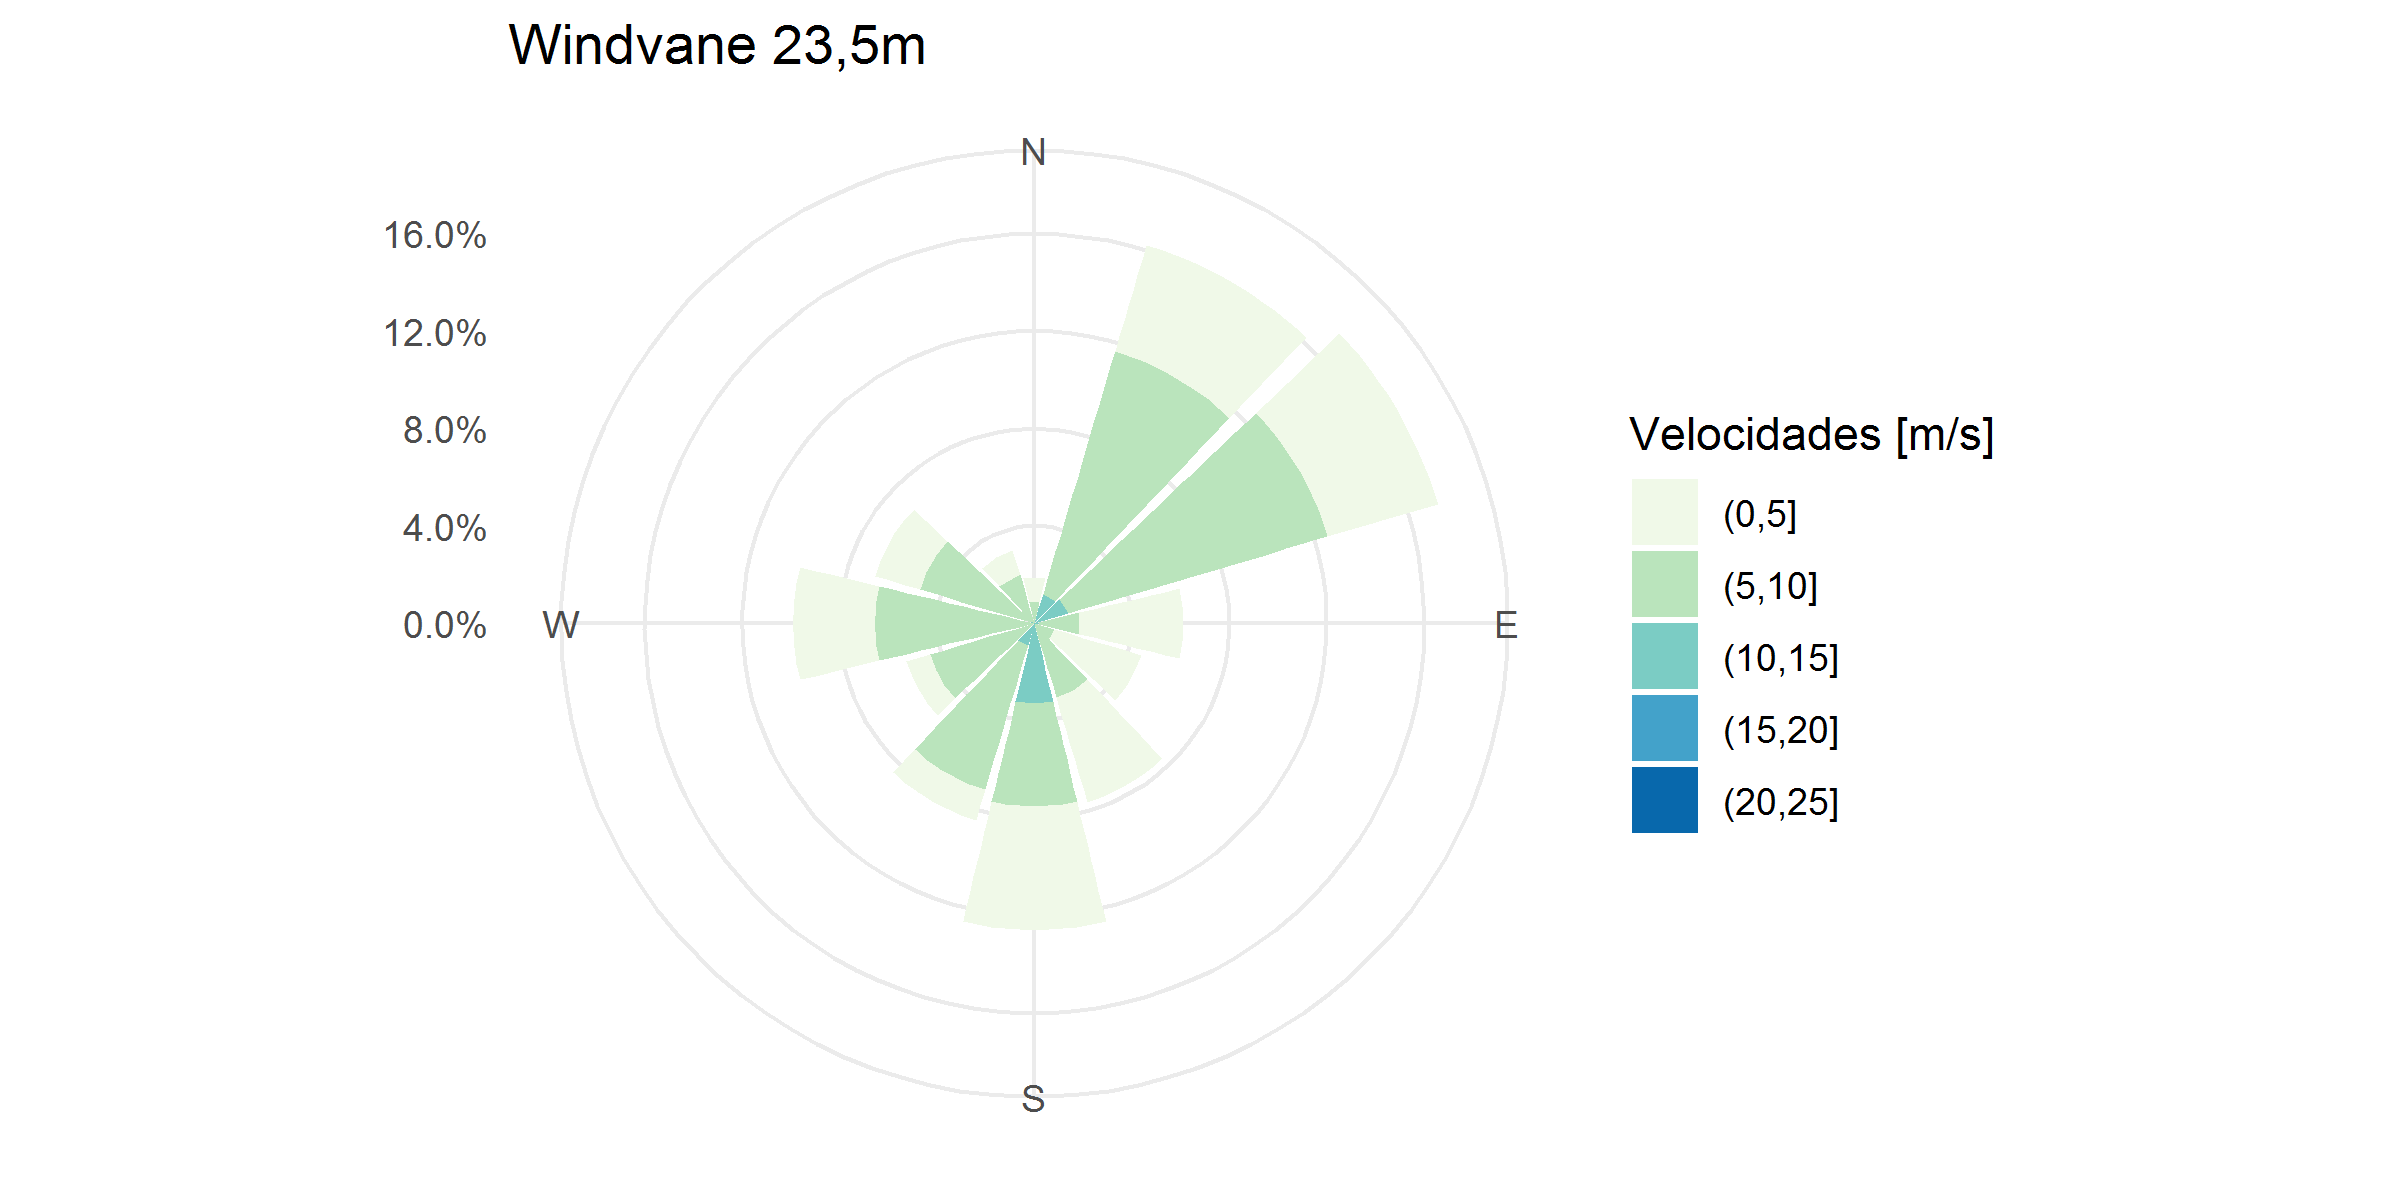 Windvane 23,5m
N
16.0%
12.0%
8.0%
4.0%
0.0%
W
E
S
Velocidades [m/s]
(0,5]
(5,10]
(10,15]
(15,20]
(20,25]